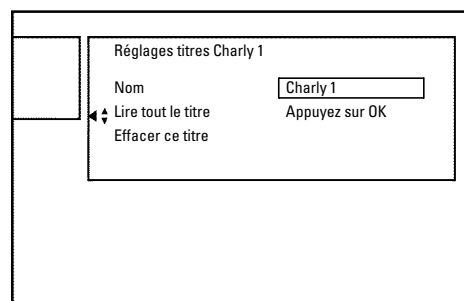 Réglages titres Charly 1
Nom Charly 1
Lire tout le titre Appuyez sur OK
Effacer ce titre